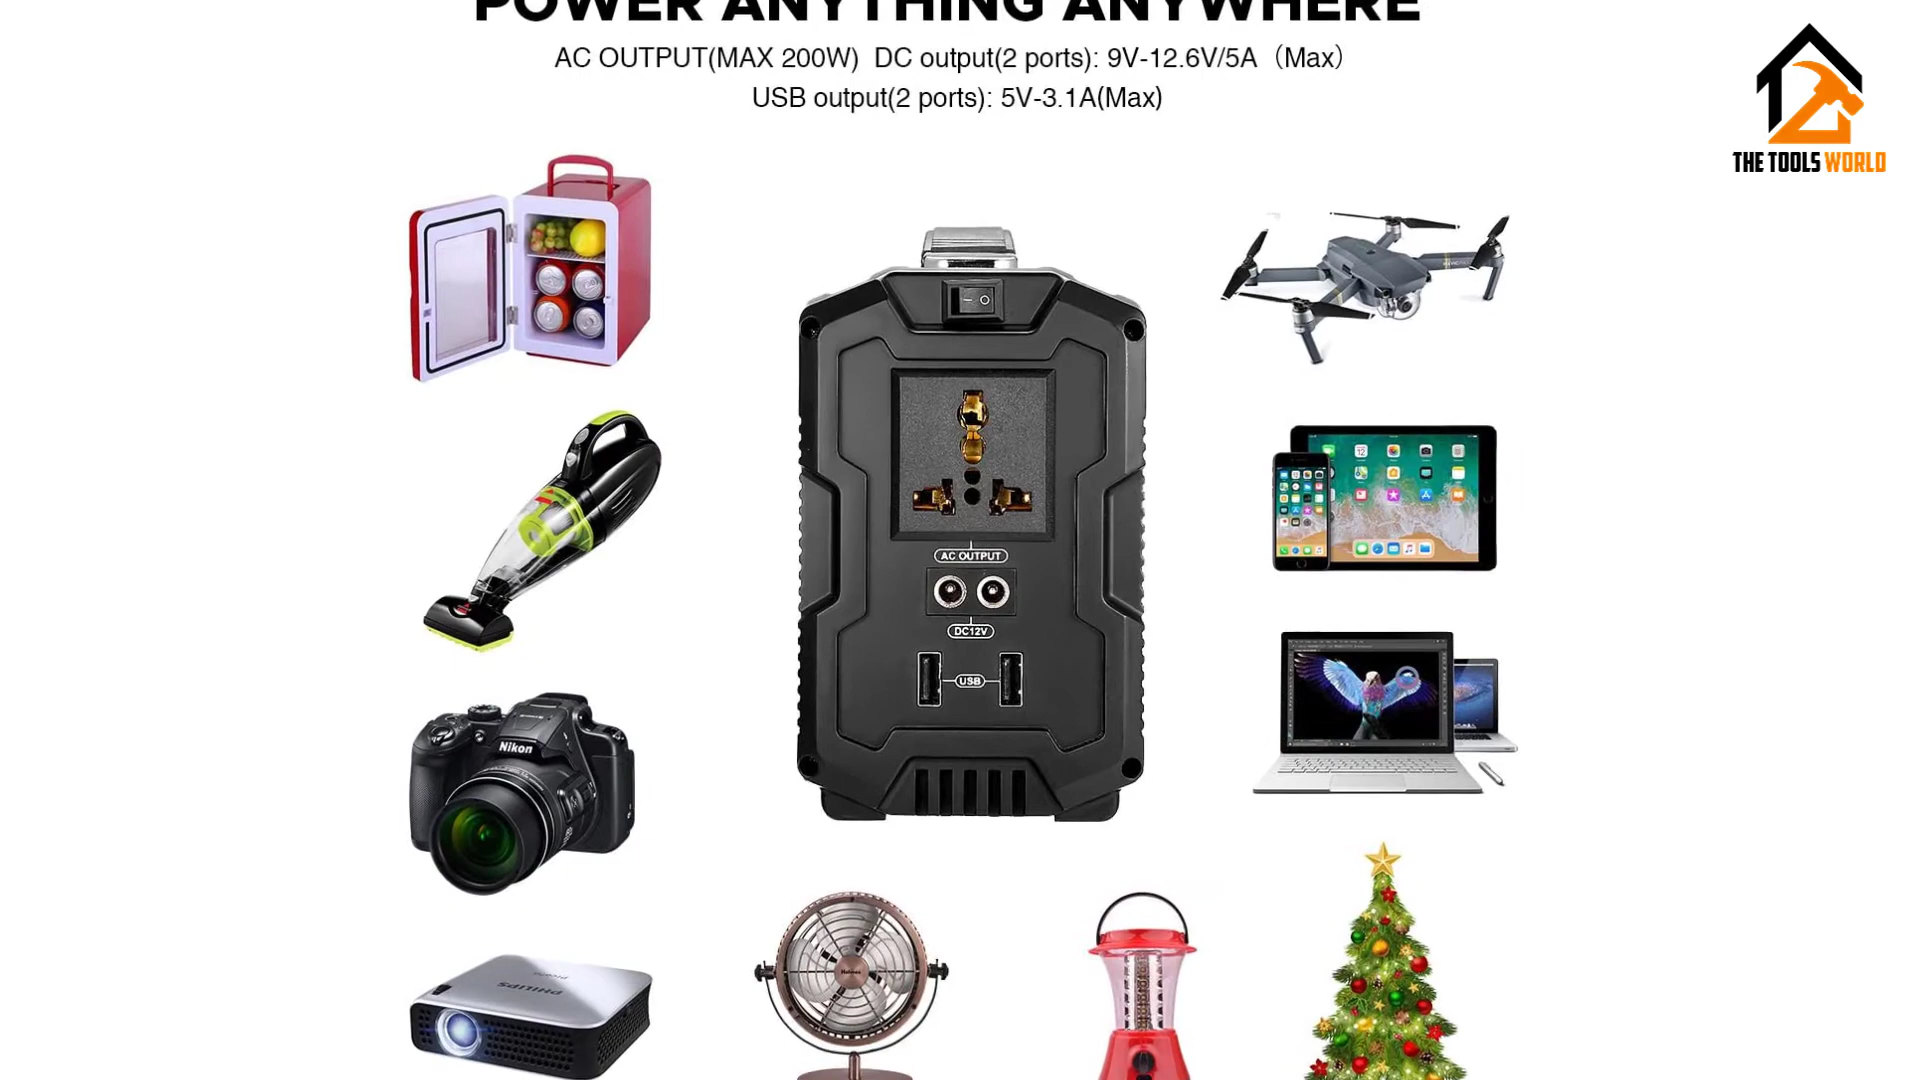 POWER ANYTHING ANYWHERE
AC OUTPUT(MAX 200W) DC output(2 ports): 9V-12.6V/5A（Max）
USB output(2 ports): 5V-3.1A(Max)
THE TOOLS WORLD
AC OUTPUT
DC12V
USB
Nikon
PHILIPS